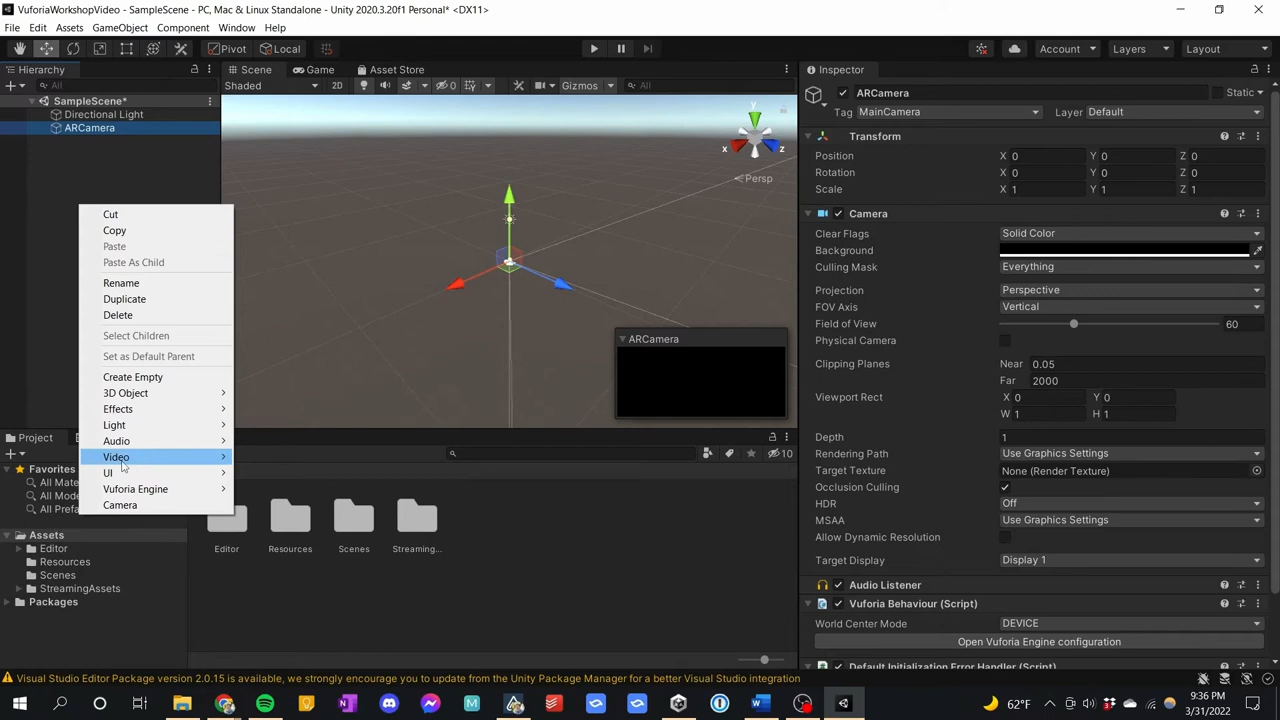 VuforiaWorkshopVideo - SampleScene - PC, Mac & Linux Standalone - Unity 2020.3.20f1 Personal* <DX11>
File Edit Assets GameObject Component Window Help
Pivot Local Account Layers Layout
Hierarchy
All
SampleScene*
Directional Light
ARCamera
Scene Game Asset Store
Shaded 2D 0 Gizmos All
y
x
z
Persp
ARCamera
Cut
Copy
Paste
Paste As Child
Rename
Duplicate
Delete
Select Children
Set as Default Parent
Create Empty
3D Object
Effects
Light
Audio
Video
UI
Vuforia Engine
Camera
Project
10
Favorites
All Mate
All Mode
All Prefa
Assets
Editor
Resources
Scenes
StreamingAssets
Packages
Editor Resources Scenes Streaming...
Inspector
ARCamera Static
Tag MainCamera Layer Default
Transform
Position X 0 Y 0 Z 0
Rotation X 0 Y 0 Z 0
Scale X 1 Y 1 Z 1
Camera
Clear Flags Solid Color
Background
Culling Mask Everything
Projection Perspective
FOV Axis Vertical
Field of View 60
Physical Camera
Clipping Planes Near 0.05
Far 2000
Viewport Rect X 0 Y 0
W 1 H 1
Depth 1
Rendering Path Use Graphics Settings
Target Texture None (Render Texture)
Occlusion Culling
HDR Off
MSAA Use Graphics Settings
Allow Dynamic Resolution
Target Display Display 1
Audio Listener
Vuforia Behaviour (Script)
World Center Mode DEVICE
Open Vuforia Engine configuration
Default Initialization Error Handler (Script)
Visual Studio Editor Package version 2.0.15 is available, we strongly encourage you to update from the Unity Package Manager for a better Visual Studio integration
62°F
9:36 PM
3/31/2022